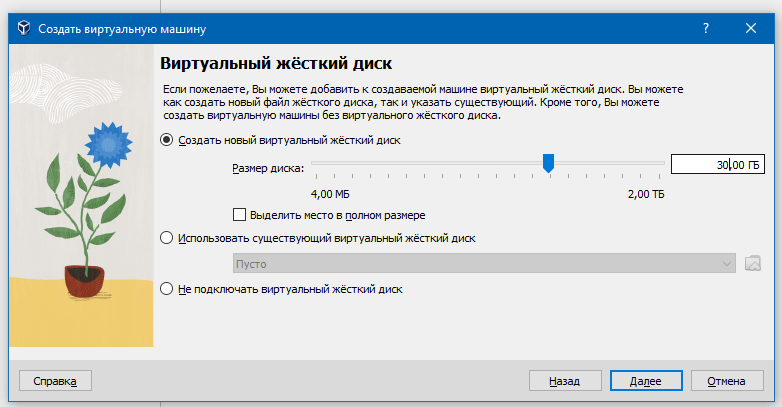 Создать виртуальную машину
?
Виртуальный жёсткий диск
Если пожелаете, Вы можете добавить к создаваемой машине виртуальный жёсткий диск. Вы можете
как создать новый файл жёсткого диска, так и указать существующий. Кроме того, Вы можете
создать виртуальную машины без виртуального жёсткого диска.
Создать новый виртуальный жёсткий диск
Размер диска:
30,00 ГБ
4,00 МБ
2,00 ТБ
Выделить место в полном размере
Использовать существующий виртуальный жёсткий диск
Пусто
Не подключать виртуальный жёсткий диск
Справка
Назад
Далее
Отмена